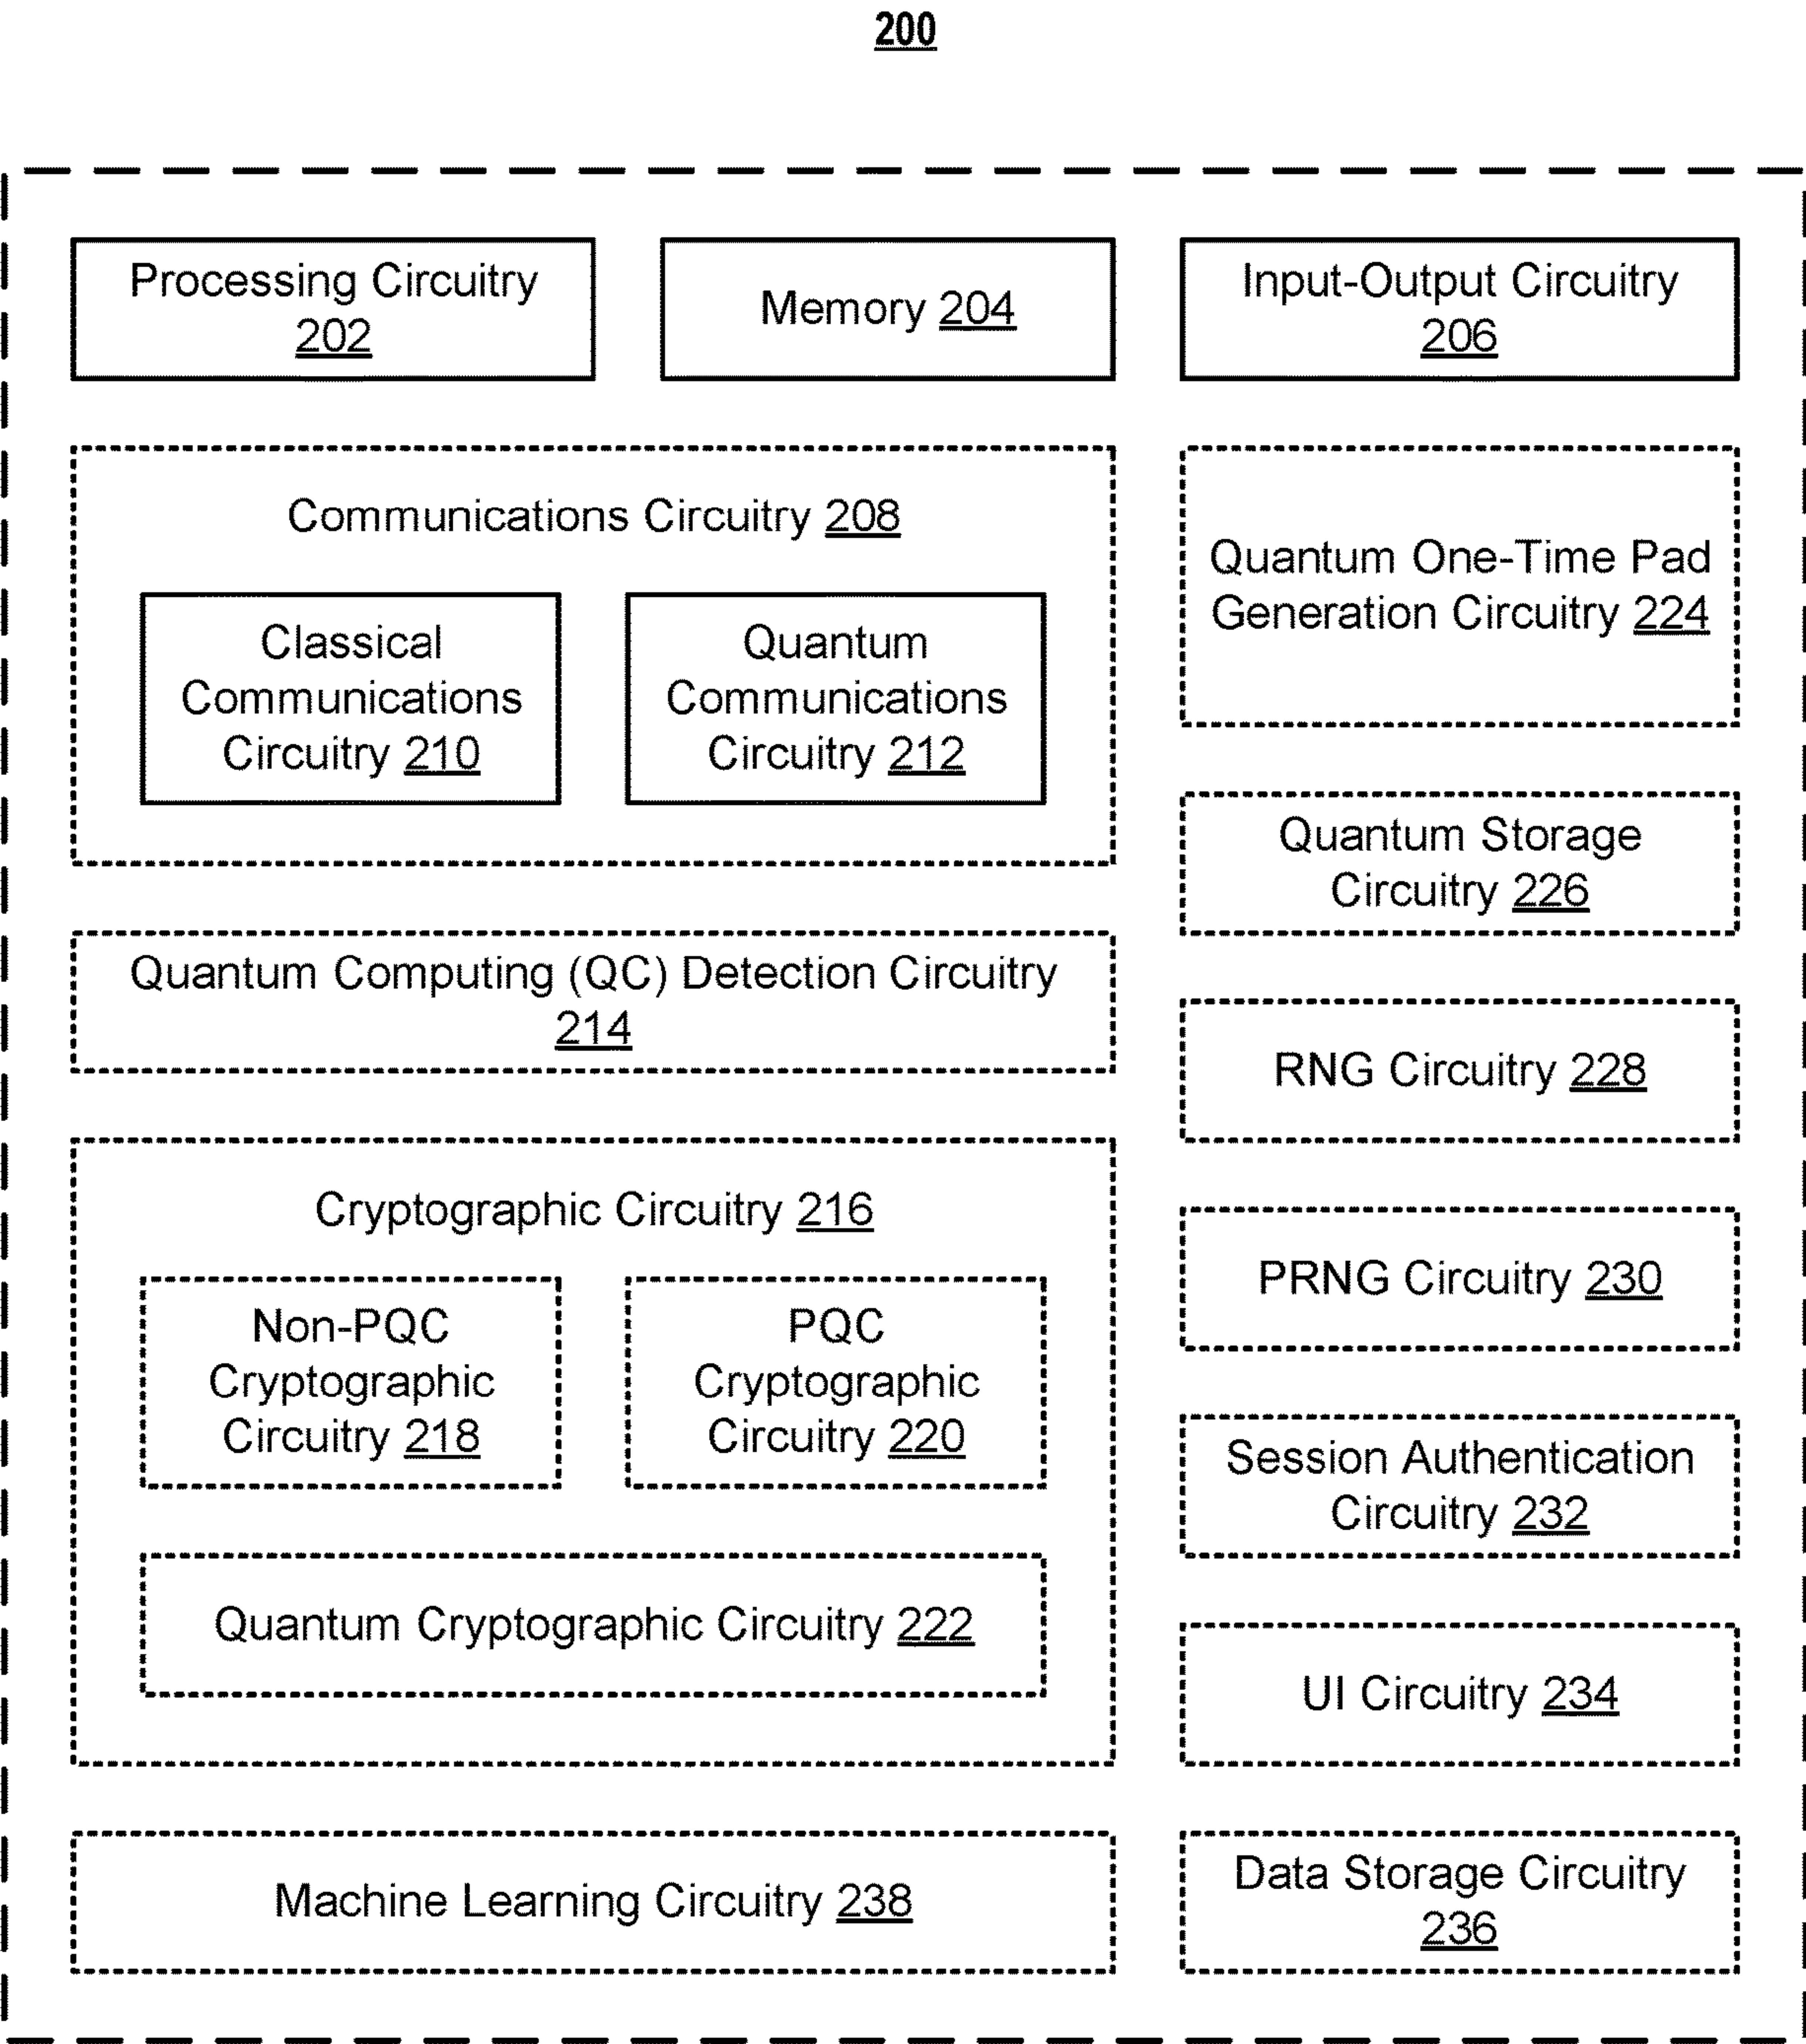 200
Processing Circuitry
202
Memory 204
Input-Output Circuitry
206
Communications Circuitry 208
Classical
Communications
Circuitry 210
Quantum
Communications
Circuitry 212
Quantum Computing (QC) Detection Circuitry
214
Cryptographic Circuitry 216
Non-PQC
Cryptographic
Circuitry 218
PQC
Cryptographic
Circuitry 220
Quantum Cryptographic Circuitry 222
Machine Learning Circuitry 238
Quantum One-Time Pad
Generation Circuitry 224
Quantum Storage
Circuitry 226
RNG Circuitry 228
PRNG Circuitry 230
Session Authentication
Circuitry 232
UI Circuitry 234
Data Storage Circuitry
236